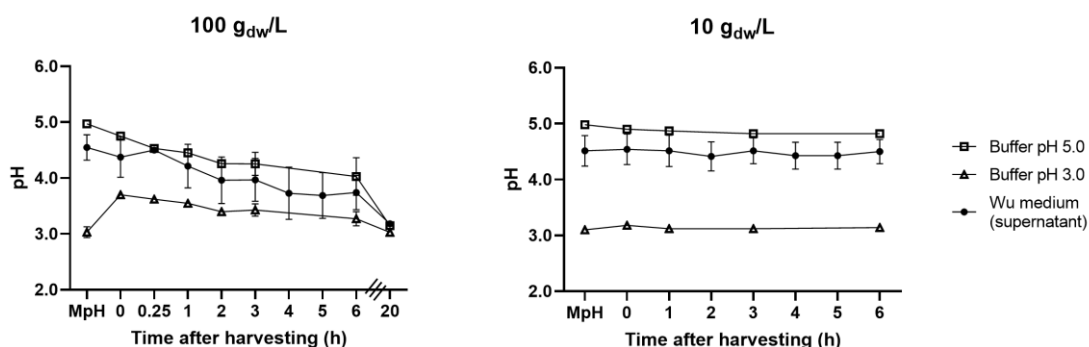 100 gdw/L
pH
6.0
5.0
4.0
3.0
2.0
MpH 0 0.25 1 2 3 4 5 6 20
Time after harvesting (h)
10 gdw/L
pH
6.0
5.0
4.0
3.0
2.0
MpH 0 1 2 3 4 5 6
Time after harvesting (h)
Buffer pH 5.0
Buffer pH 3.0
Wu medium
(supernatant)